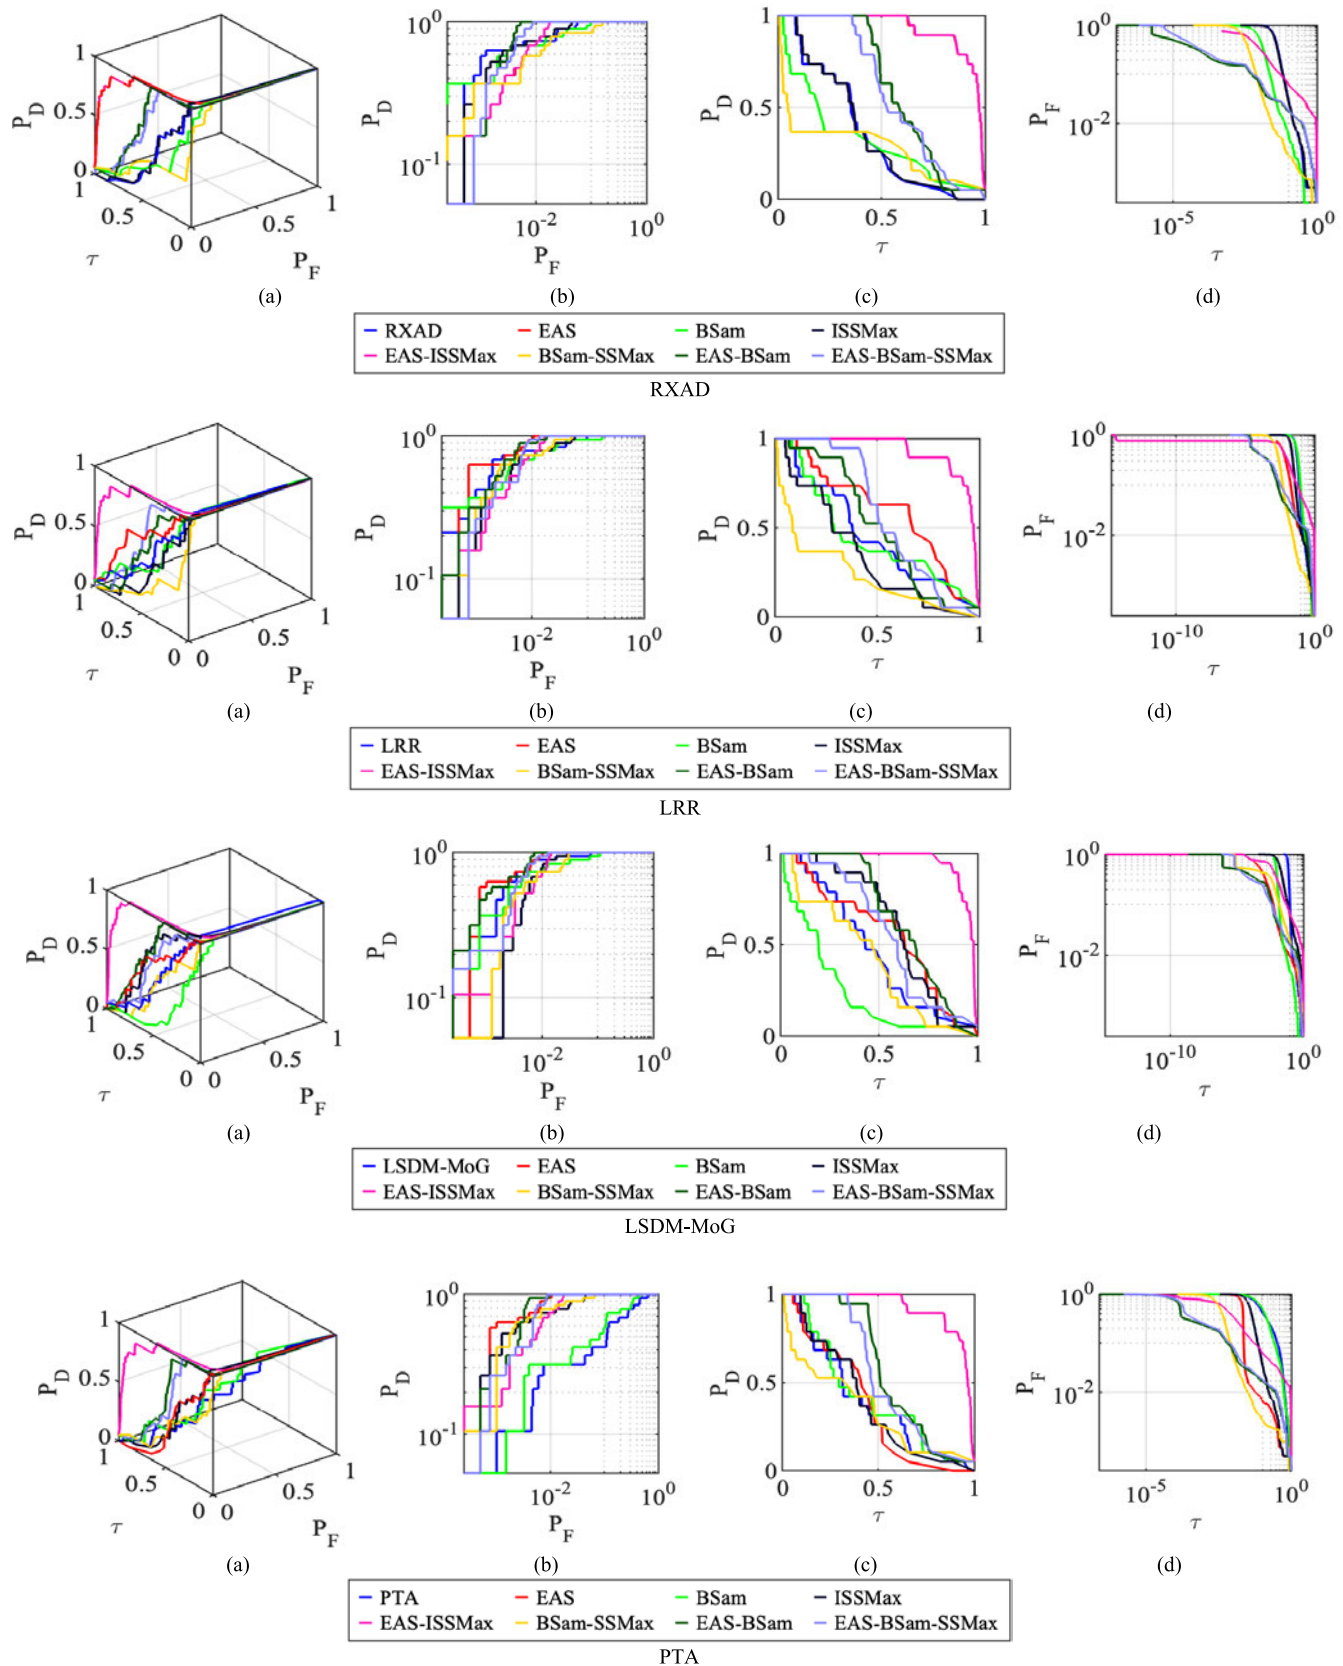 1
0.5
0
1
0.5
0 0
0.5
1
P_D
τ
P_F
(a)
10^0
10^-1
10^-2
10^0
P_D
P_F
(b)
1
0.5
0
0
0.5
1
P_D
τ
(c)
10^0
10^-2
10^-5
10^0
P_F
τ
(d)
RXAD EAS BSam ISSMax
EAS-ISSMax BSam-SSMax EAS-BSam EAS-BSam-SSMax
RXAD
1
0.5
0
1
0.5
0 0
0.5
1
P_D
τ
P_F
(a)
10^0
10^-1
10^-2
10^0
P_D
P_F
(b)
1
0.5
0
0
0.5
1
P_D
τ
(c)
10^0
10^-2
10^-10
10^0
P_F
τ
(d)
LRR EAS BSam ISSMax
EAS-ISSMax BSam-SSMax EAS-BSam EAS-BSam-SSMax
LRR
1
0.5
0
1
0.5
0 0
0.5
1
P_D
τ
P_F
(a)
10^0
10^-1
10^-2
10^0
P_D
P_F
(b)
1
0.5
0
0
0.5
1
P_D
τ
(c)
10^0
10^-2
10^-10
10^0
P_F
τ
(d)
LSDM-MoG EAS BSam ISSMax
EAS-ISSMax BSam-SSMax EAS-BSam EAS-BSam-SSMax
LSDM-MoG
1
0.5
0
1
0.5
0 0
0.5
1
P_D
τ
P_F
(a)
10^0
10^-1
10^-2
10^0
P_D
P_F
(b)
1
0.5
0
0
0.5
1
P_D
τ
(c)
10^0
10^-2
10^-5
10^0
P_F
τ
(d)
PTA EAS BSam ISSMax
EAS-ISSMax BSam-SSMax EAS-BSam EAS-BSam-SSMax
PTA